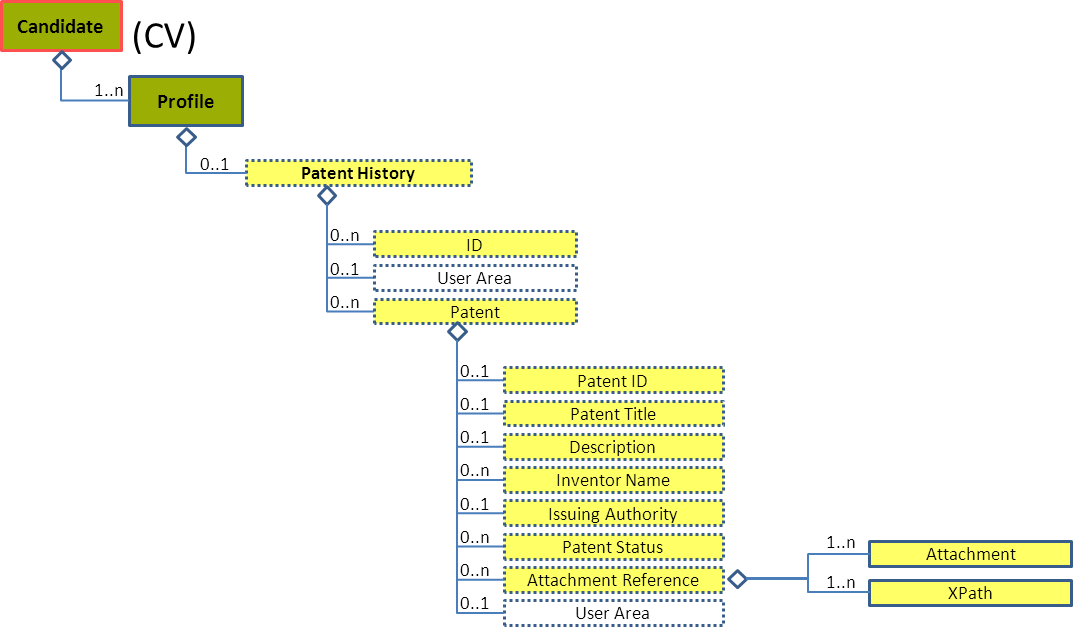 Candidate
(CV)
1..n
Profile
0..1
Patent History
0..n
ID
0..1
User Area
0..n
Patent
0..1
Patent ID
0..1
Patent Title
0..1
Description
0..n
Inventor Name
0..1
Issuing Authority
0..n
Patent Status
0..n
Attachment Reference
1..n
Attachment
1..n
XPath
0..1
User Area